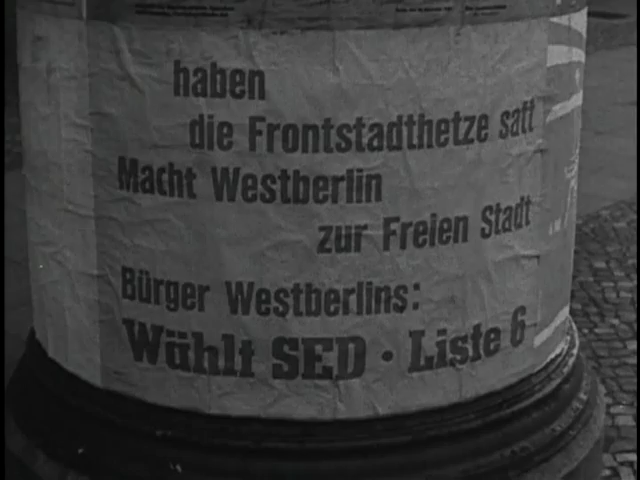 haben
die Frontstadthetze satt
Macht Westberlin
zur Freien Stadt
Bürger Westberlins:
Wählt SED · Liste 6